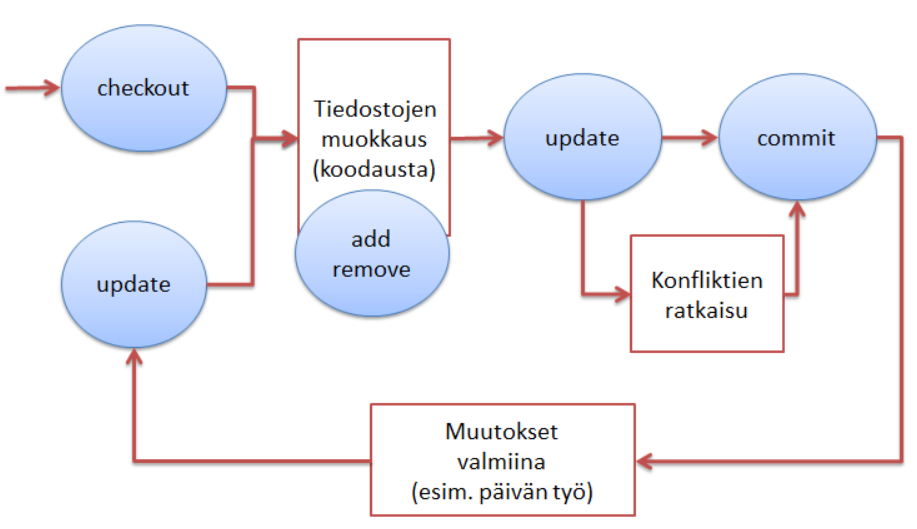 checkout
Tiedostojen
muokkaus
(koodausta)
add
remove
update
commit
update
Konfliktien
ratkaisu
Muutokset
valmiina
(esim. päivän työ)